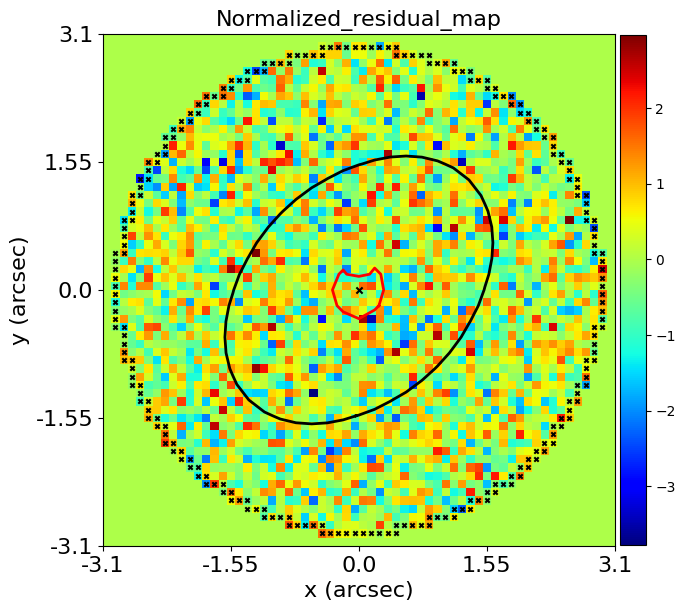 Normalized_residual_map
3.1
1.55
0.0
-1.55
-3.1
y (arcsec)
-3.1 -1.55 0.0 1.55 3.1
x (arcsec)
2
1
0
−1
−2
−3